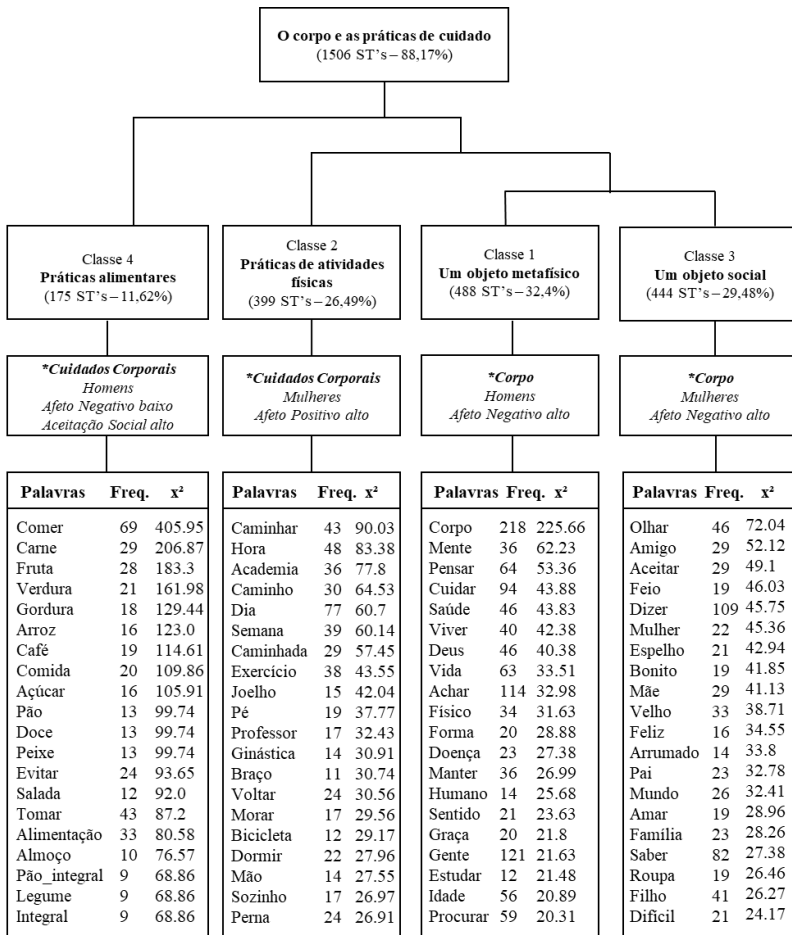 O corpo e as práticas de cuidado
(1506 ST’s – 88,17%)
Classe 4
Práticas alimentares
(175 ST’s – 11,62%)
*Cuidados Corporais
Homens
Afeto Negativo baixo
Aceitação Social alto
Palavras Freq. x²
Comer 69 405.95
Carne 29 206.87
Fruta 28 183.3
Verdura 21 161.98
Gordura 18 129.44
Arroz 16 123.0
Café 19 114.61
Comida 20 109.86
Açúcar 16 105.91
Pão 13 99.74
Doce 13 99.74
Peixe 13 99.74
Evitar 24 93.65
Salada 12 92.0
Tomar 43 87.2
Alimentação 33 80.58
Almoço 10 76.57
Pão_integral 9 68.86
Legume 9 68.86
Integral 9 68.86
Classe 2
Práticas de atividades
físicas
(399 ST’s – 26,49%)
*Cuidados Corporais
Mulheres
Afeto Positivo alto
Palavras Freq. x²
Caminhar 43 90.03
Hora 48 83.38
Academia 36 77.8
Caminho 30 64.53
Dia 77 60.7
Semana 39 60.14
Caminhada 29 57.45
Exercício 38 43.55
Joelho 15 42.04
Pé 19 37.77
Professor 17 32.43
Ginástica 14 30.91
Braço 11 30.74
Voltar 24 30.56
Morar 17 29.56
Bicicleta 12 29.17
Dormir 22 27.96
Mão 14 27.55
Sozinho 17 26.97
Perna 24 26.91
Classe 1
Um objeto metafísico
(488 ST’s – 32,4%)
*Corpo
Homens
Afeto Negativo alto
Palavras Freq. x²
Corpo 218 225.66
Mente 36 62.23
Pensar 64 53.36
Cuidar 94 43.88
Saúde 46 43.83
Viver 40 42.38
Deus 46 40.38
Vida 63 33.51
Achar 114 32.98
Físico 34 31.63
Forma 20 28.88
Doença 23 27.38
Manter 36 26.99
Humano 14 25.68
Sentido 21 23.63
Graça 20 21.8
Gente 121 21.63
Estudar 12 21.48
Idade 56 20.89
Procurar 59 20.31
Classe 3
Um objeto social
(444 ST’s – 29,48%)
*Corpo
Mulheres
Afeto Negativo alto
Palavras Freq. x²
Olhar 46 72.04
Amigo 29 52.12
Aceitar 29 49.1
Feio 19 46.03
Dizer 109 45.75
Mulher 22 45.36
Espelho 21 42.94
Bonito 19 41.85
Mãe 29 41.13
Velho 33 38.71
Feliz 16 34.55
Arrumado 14 33.8
Pai 23 32.78
Mundo 26 32.41
Amar 19 28.96
Família 23 28.26
Saber 82 27.38
Roupa 19 26.46
Filho 41 26.27
Difícil 21 24.17